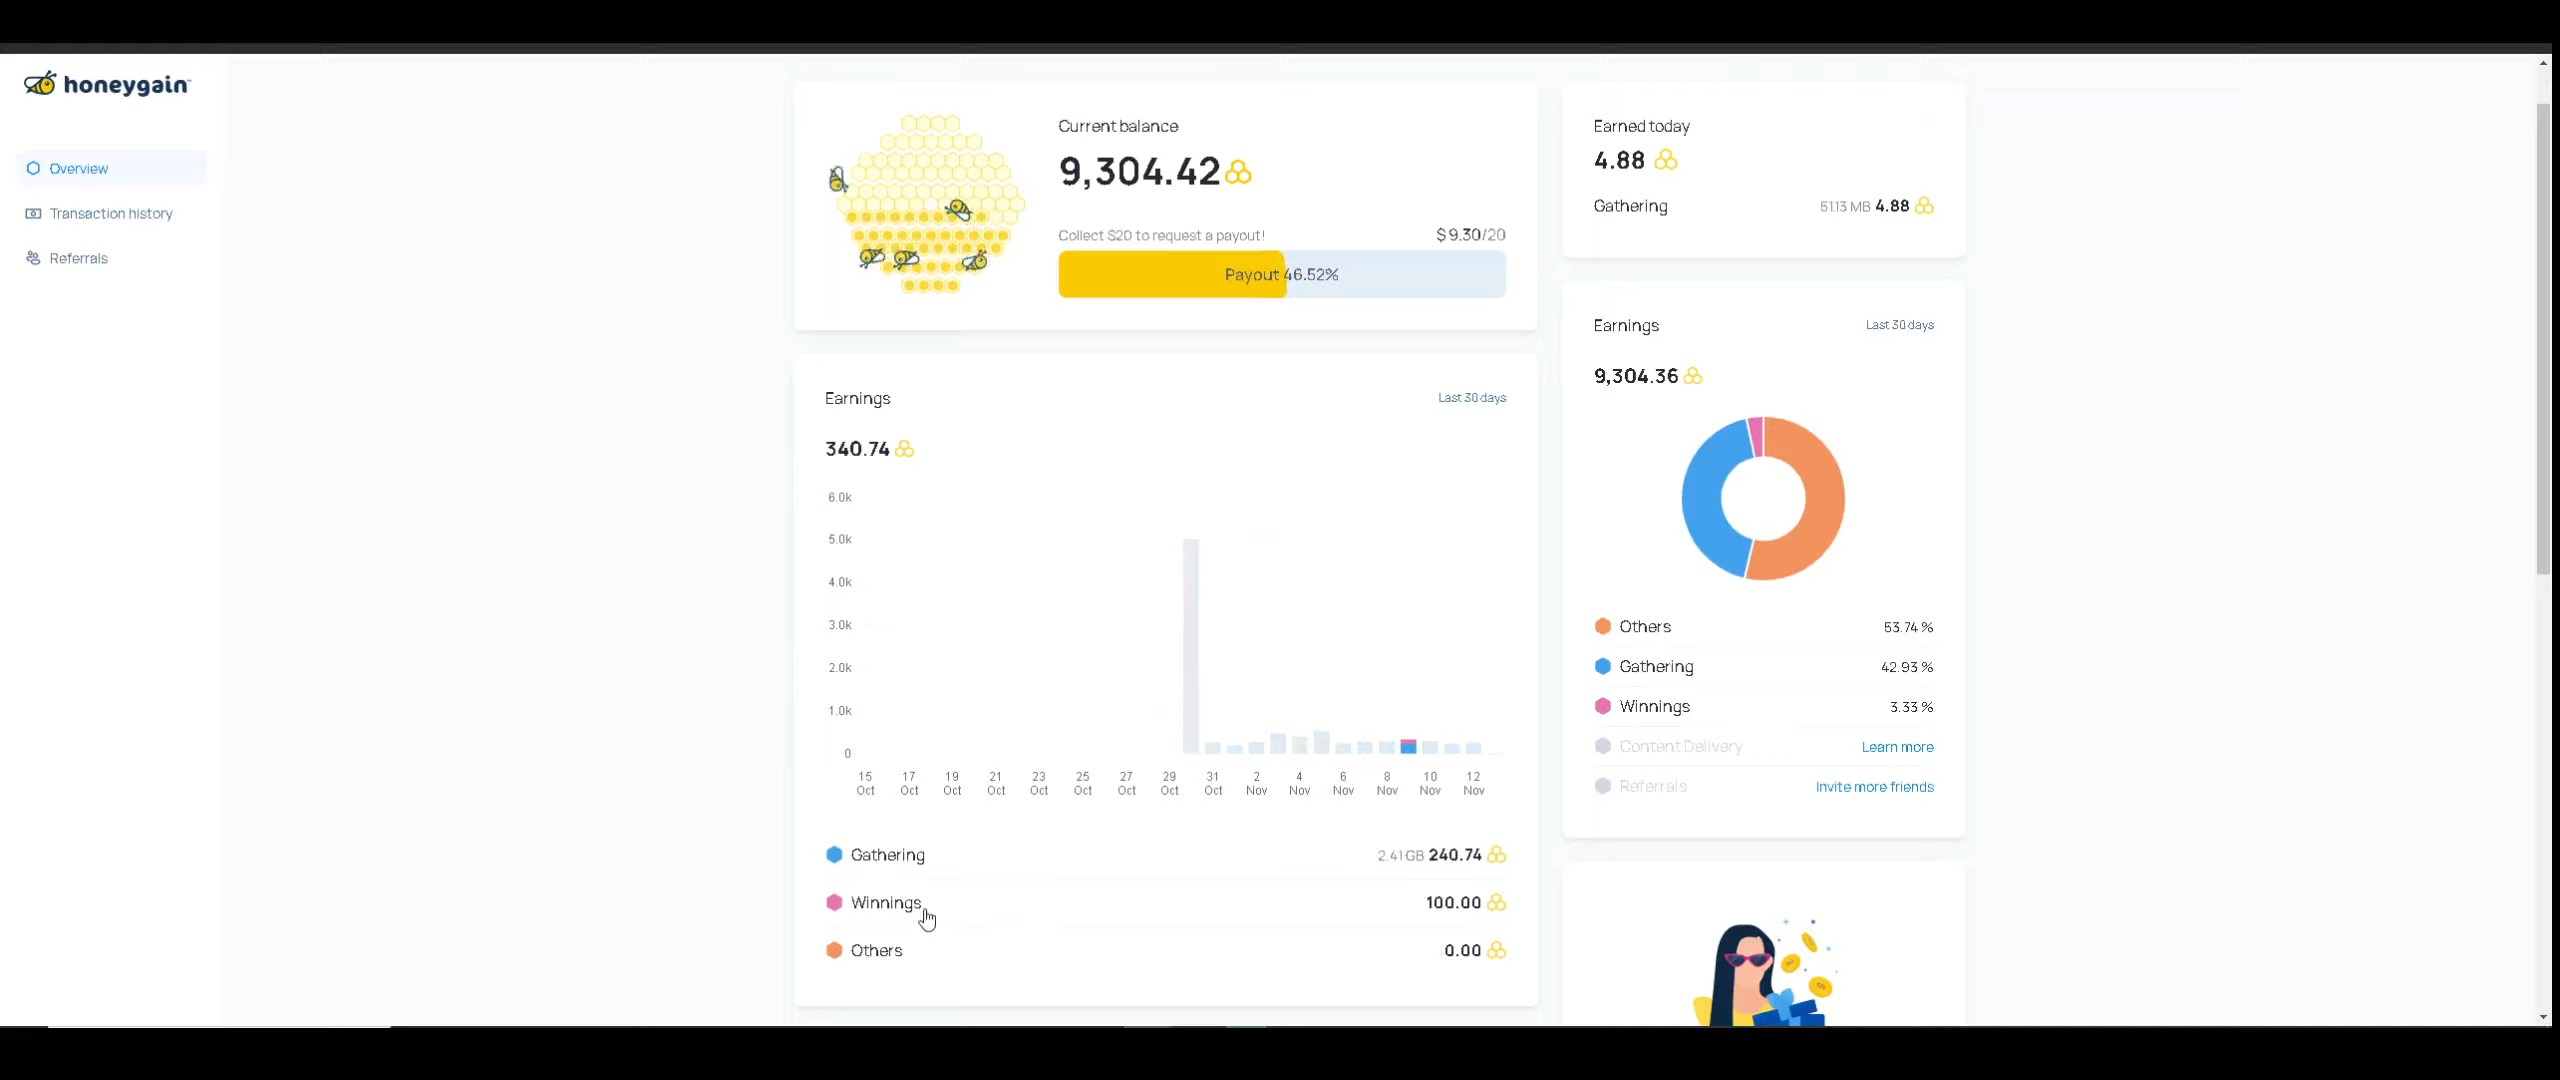 honeygain
Overview
Transaction history
Referrals
Current balance
9,304.42
Collect $20 to request a payout!
$9.30/20
Payout 46.52%
Earnings
Last 30 days
340.74
6.0k
5.0k
4.0k
3.0k
2.0k
1.0k
0
15 17 19 21 23 25 27 29 31 2 4 6 8 10 12
Oct Oct Oct Oct Oct Oct Oct Oct Oct Nov Nov Nov Nov Nov Nov
Gathering 2.41 GB 240.74
Winnings 100.00
Others 0.00
Earned today
4.88
Gathering 51.13 MB 4.88
Earnings Last 30 days
9,304.36
Others 53.74 %
Gathering 42.93 %
Winnings 3.33 %
Content Delivery Learn more
Referrals Invite more friends